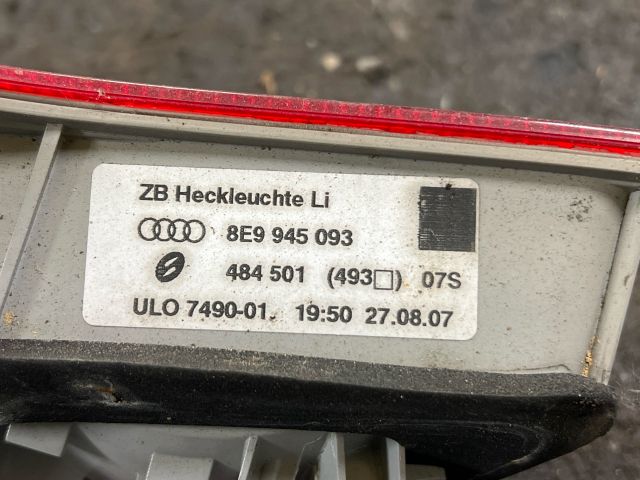 ZB Heckleuchte Li
8E9 945 093
484 501 (493□) 07S
ULO 7490-01. 19:50 27.08.07